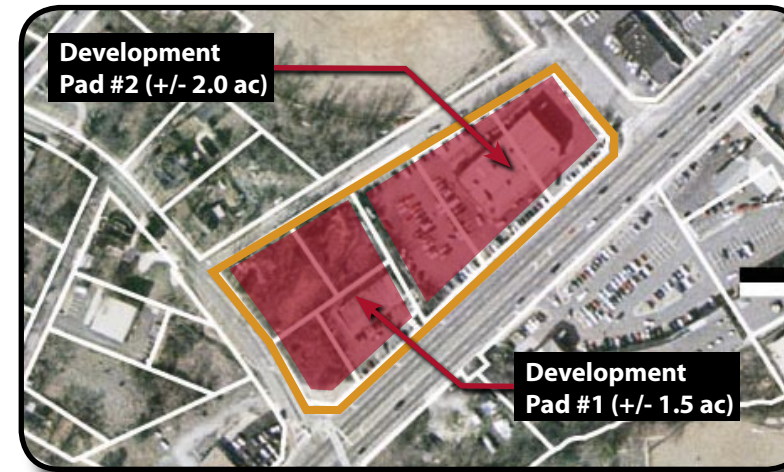 Development
Pad #2 (+/- 2.0 ac)
Development
Pad #1 (+/- 1.5 ac)